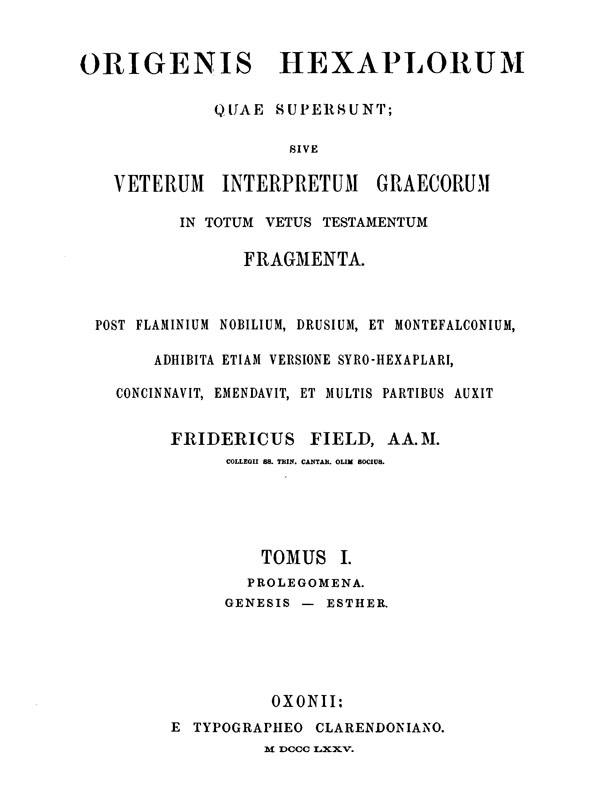 ORIGENIS HEXAPLORUM
QUAE SUPERSUNT;
SIVE
VETERUM INTERPRETUM GRAECORUM
IN TOTUM VETUS TESTAMENTUM
FRAGMENTA.
POST FLAMINIUM NOBILIUM, DRUSIUM, ET MONTEFALCONIUM,
ADHIBITA ETIAM VERSIONE SYRO-HEXAPLARI,
CONCINNAVIT, EMENDAVIT, ET MULTIS PARTIBUS AUXIT
FRIDERICUS FIELD, AA.M.
COLLEGII SS. TRIN. CANTAB. OLIM SOCIUS.
TOMUS I.
PROLEGOMENA.
GENESIS — ESTHER.
OXONII:
E TYPOGRAPHEO CLARENDONIANO.
M DCCC LXXV.